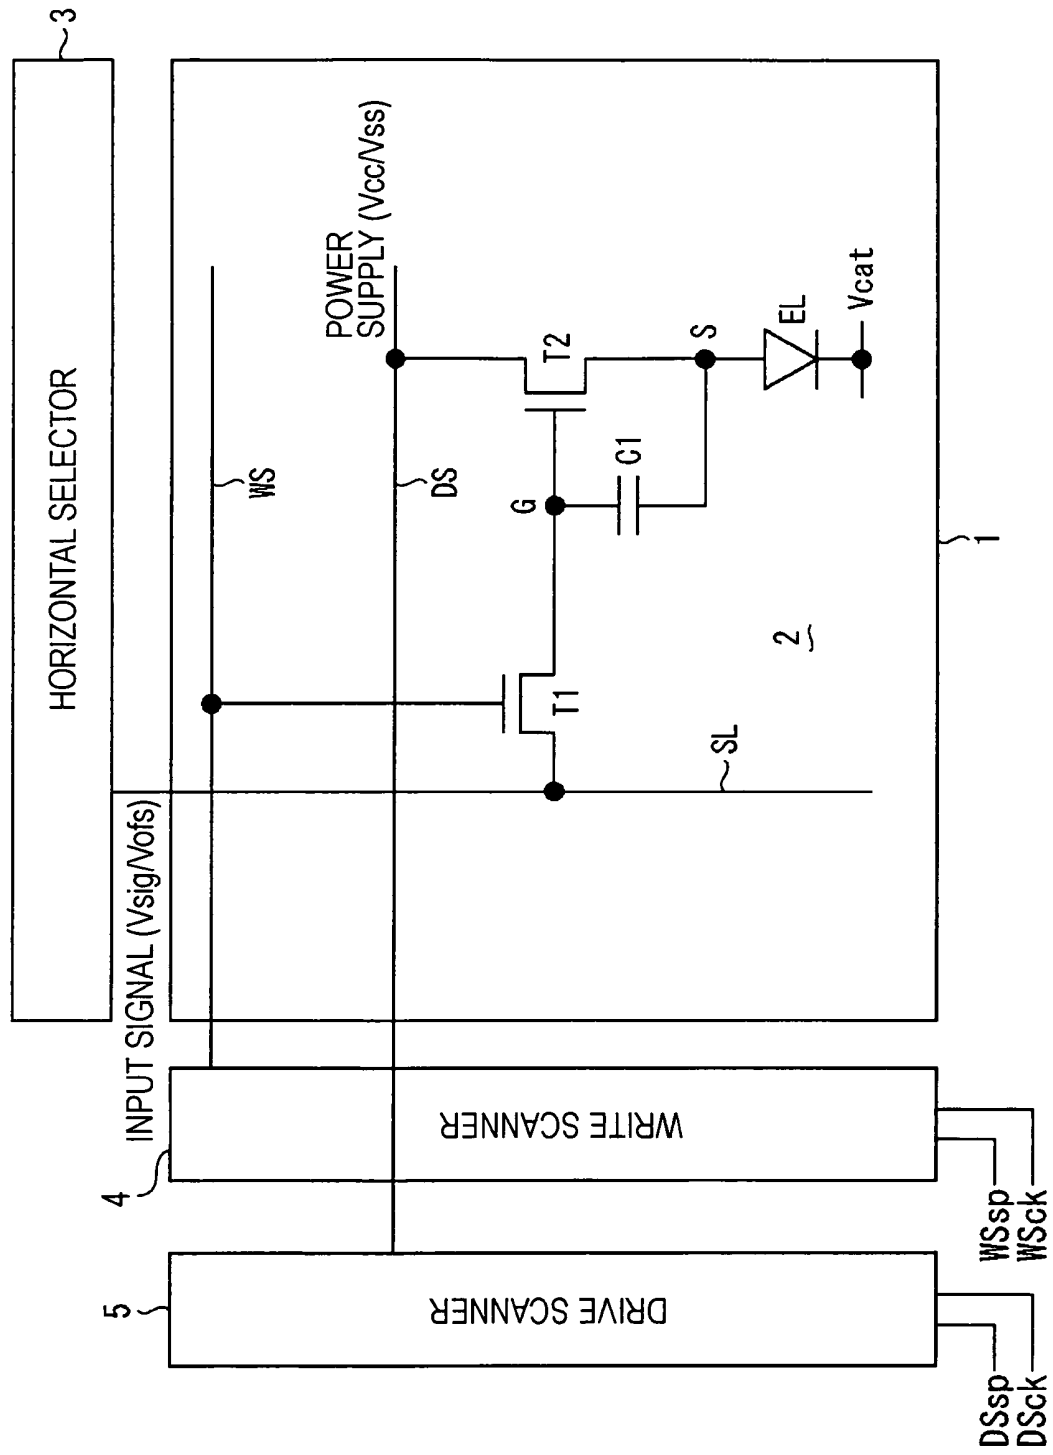 3
HORIZONTAL SELECTOR
INPUT SIGNAL (Vsig/Vofs)
POWER
SUPPLY (Vcc/Vss)
WS
DS
4
WRITE SCANNER
5
DRIVE SCANNER
T1
G
T2
C1
S
EL
Vcat
SL
2
1
WSsp
WSck
DSsp
DSck